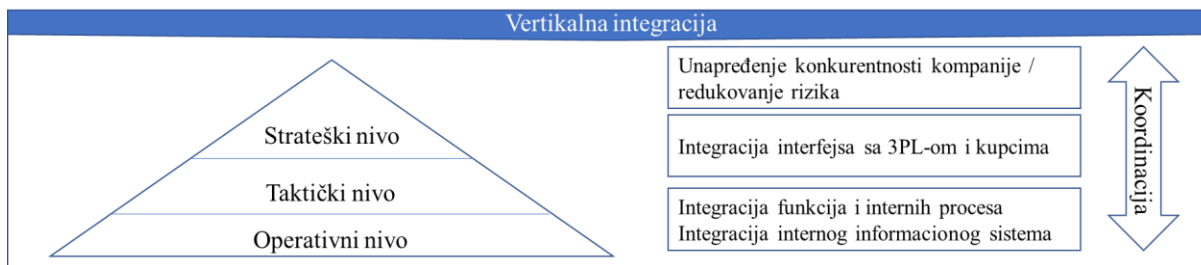 Vertikalna integracija
Strateški nivo
Taktički nivo
Operativni nivo
Unapređenje konkurentnosti kompanije /
redukovanje rizika
Integracija interfejsa sa 3PL-om i kupcima
Integracija funkcija i internih procesa
Integracija internog informacionog sistema
Koordinacija